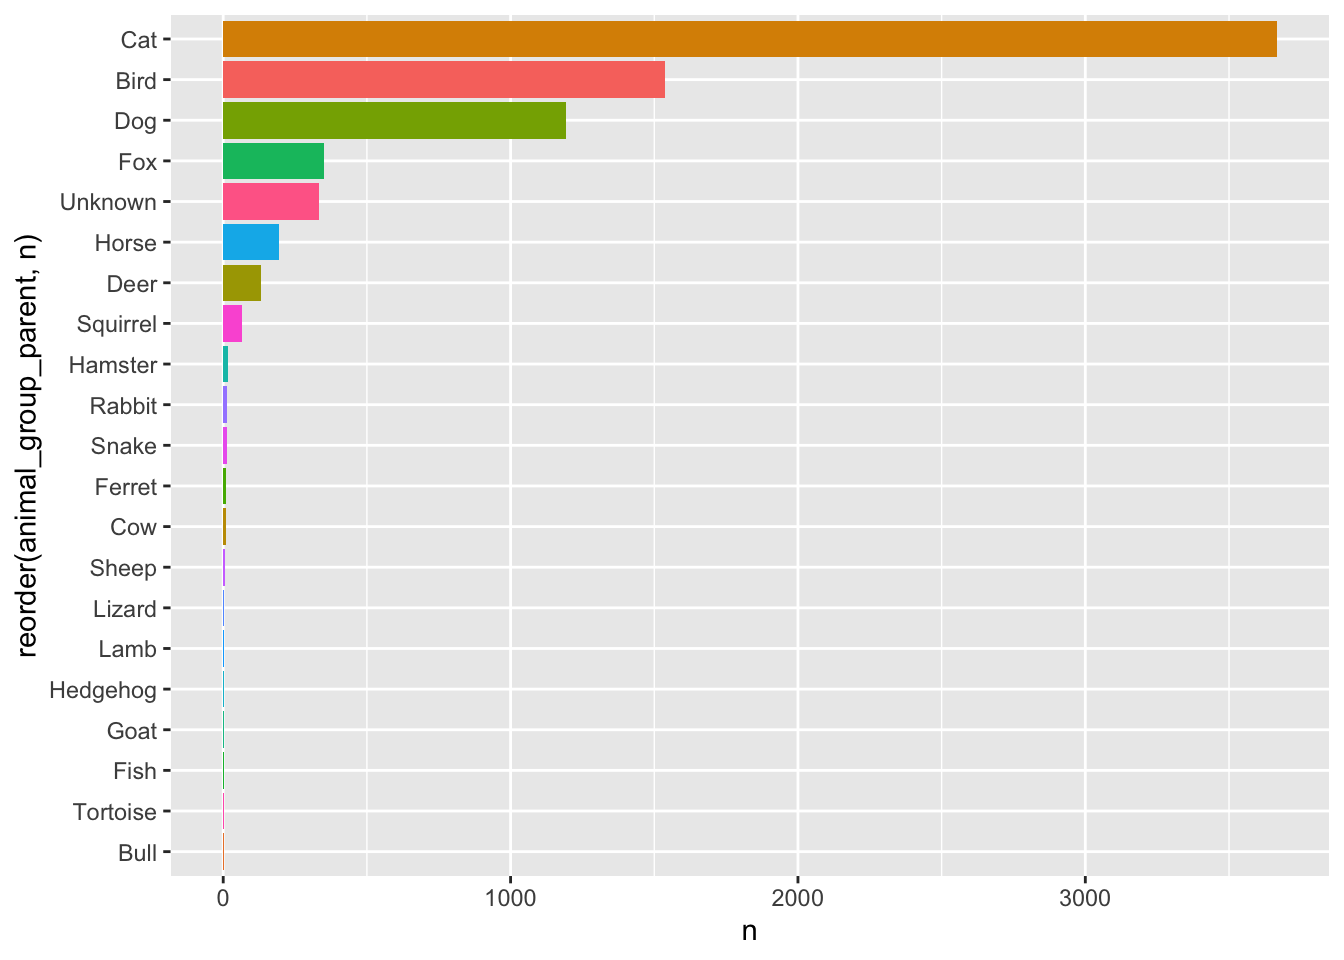 Cat
Bird
Dog
Fox
Unknown
Horse
Deer
Squirrel
Hamster
Rabbit
Snake
Ferret
Cow
Sheep
Lizard
Lamb
Hedgehog
Goat
Fish
Tortoise
Bull
reorder(animal_group_parent, n)
0 1000 2000 3000
n